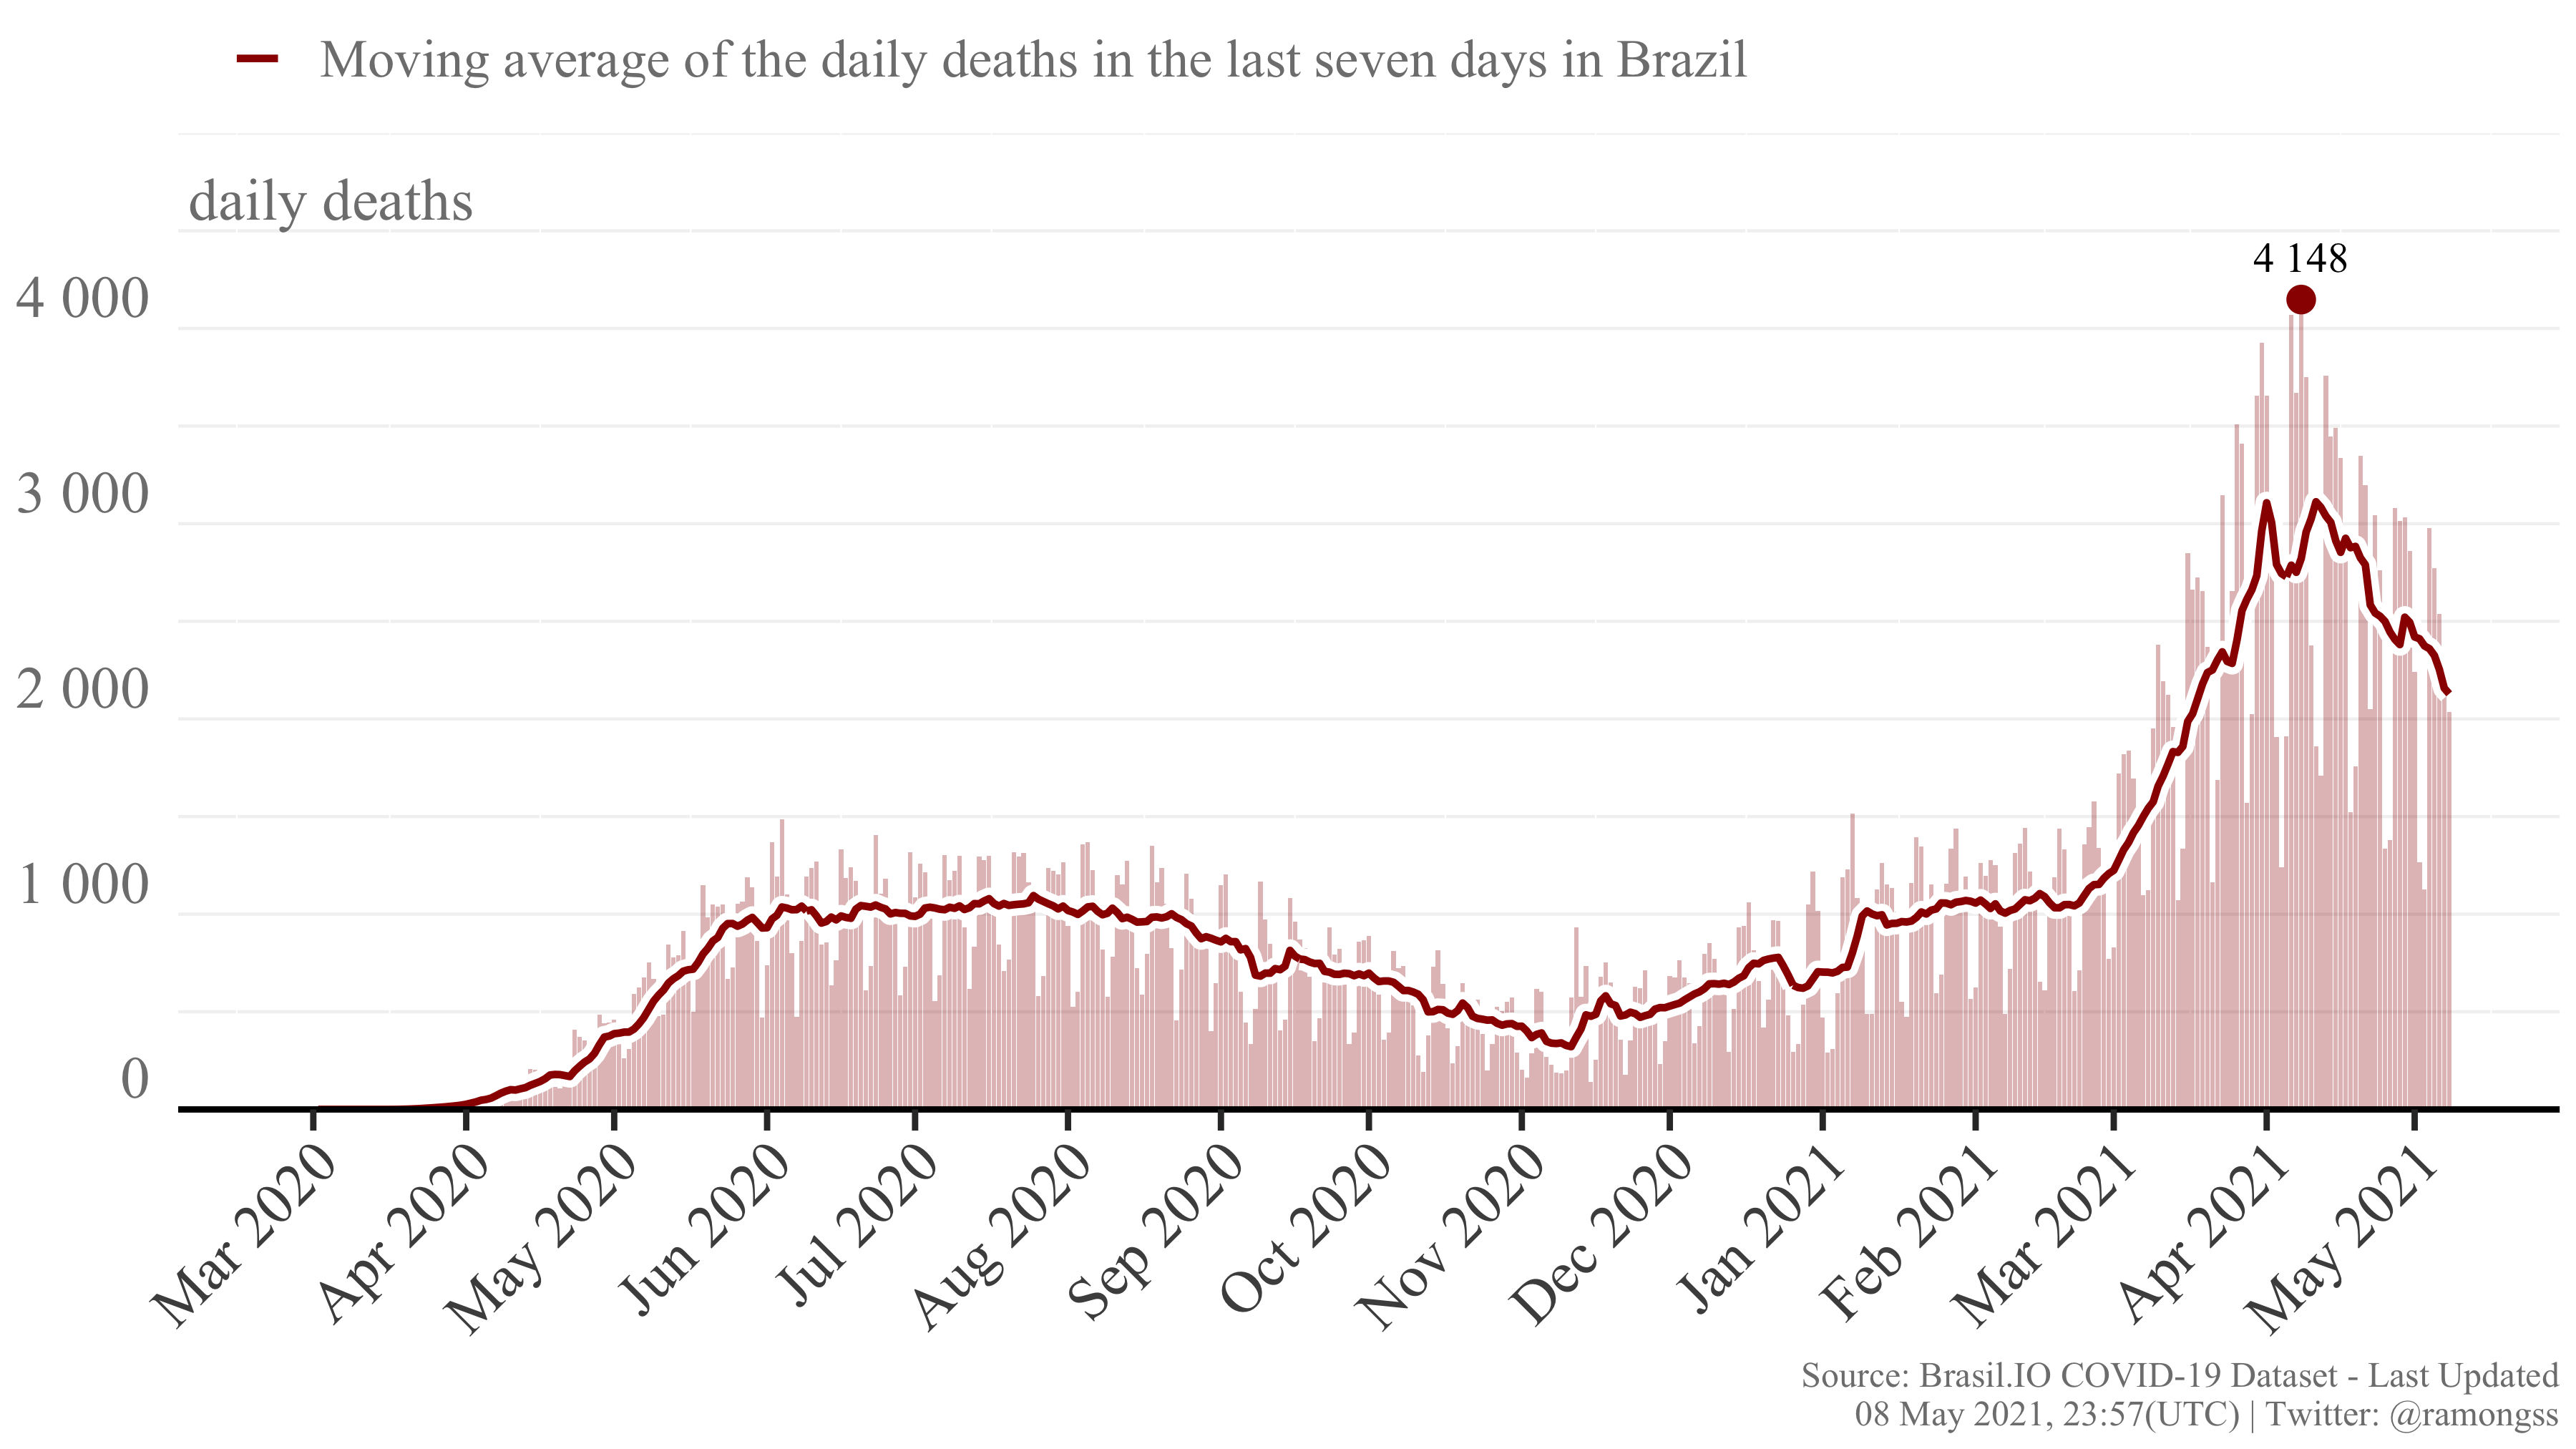 Moving average of the daily deaths in the last seven days in Brazil
daily deaths
4 148
4 000
3 000
2 000
1 000
0
Mar 2020
Apr 2020
May 2020
Jun 2020
Jul 2020
Aug 2020
Sep 2020
Oct 2020
Nov 2020
Dec 2020
Jan 2021
Feb 2021
Mar 2021
Apr 2021
May 2021
Source: Brasil.IO COVID-19 Dataset - Last Updated
08 May 2021, 23:57(UTC) | Twitter: @ramongss